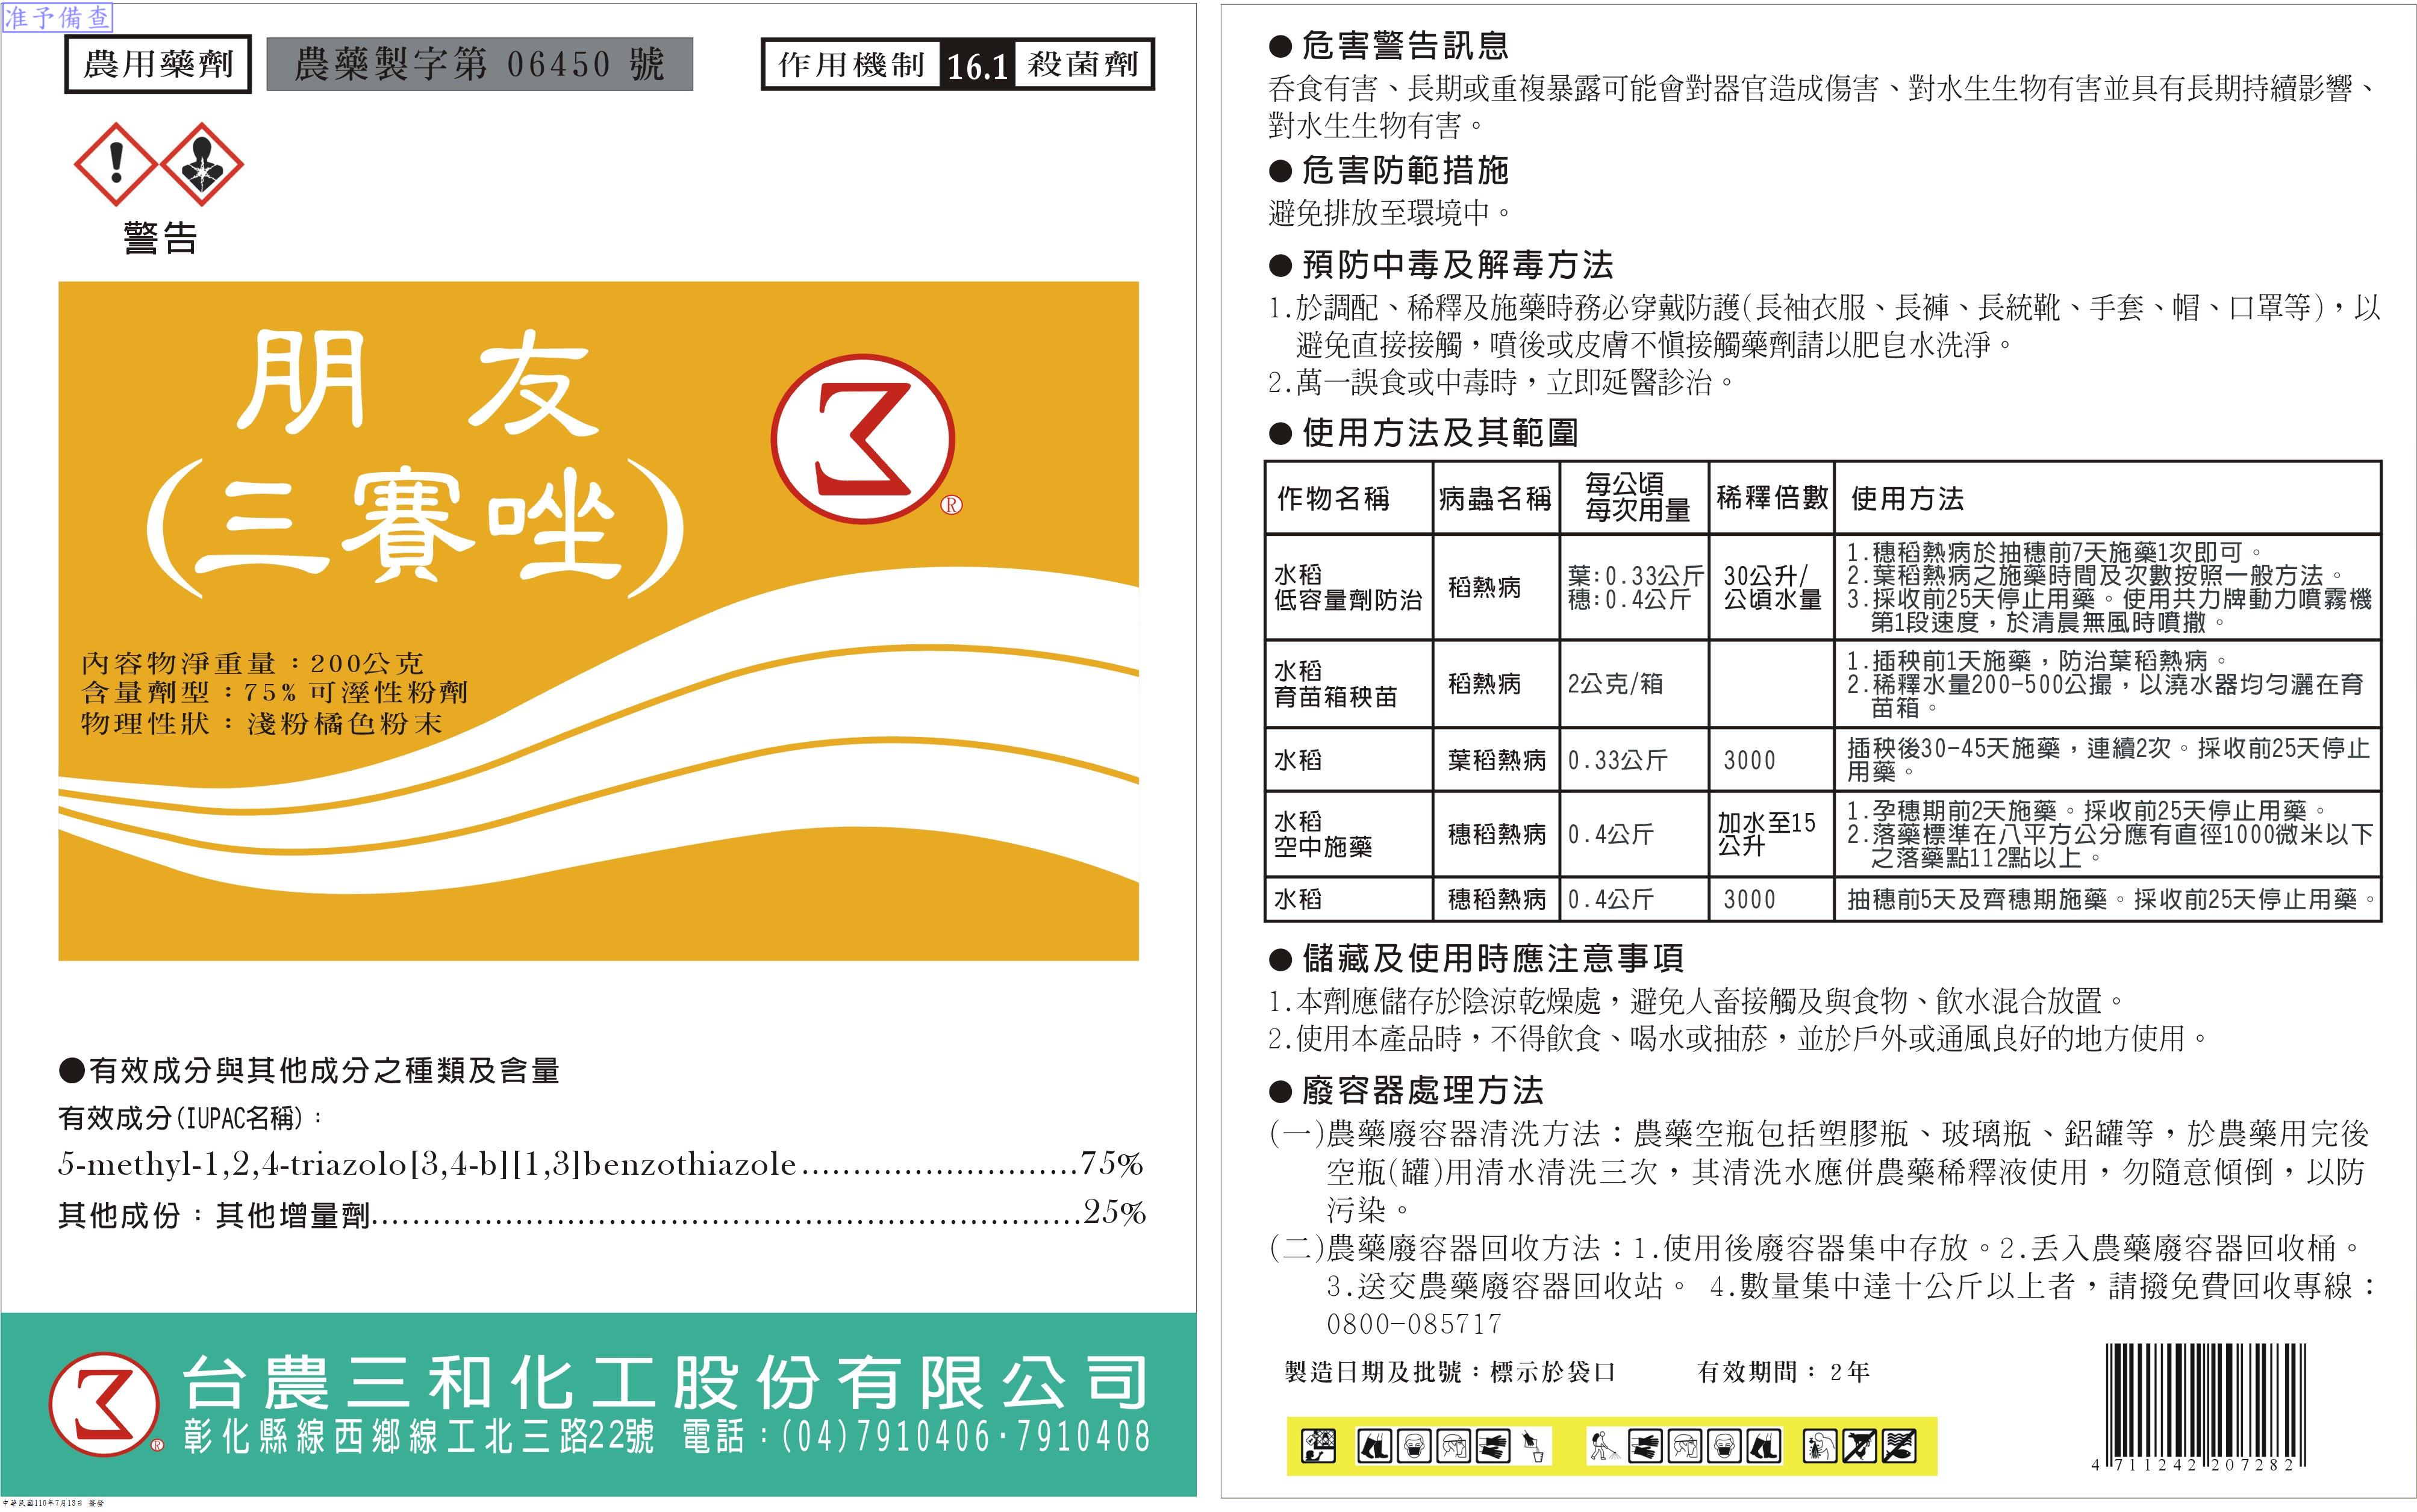 准予備查
農用藥劑
農藥製字第 06450 號
作用機制 16.1 殺菌劑
警告
朋友
(三賽唑)
®
內容物淨重量：200公克
含量劑型：75% 可溼性粉劑
物理性狀：淺粉橘色粉末
●有效成分與其他成分之種類及含量
有效成分(IUPAC名稱)：
5-methyl-1,2,4-triazolo[3,4-b][1,3]benzothiazole............................75%
其他成份：其他增量劑......................................................................25%
台農三和化工股份有限公司
®
彰化縣線西鄉線工北三路22號 電話：(04)7910406·7910408
中華民國110年7月13日 簽發
● 危害警告訊息
吞食有害、長期或重複暴露可能會對器官造成傷害、對水生生物有害並具有長期持續影響、
對水生生物有害。
● 危害防範措施
避免排放至環境中。
● 預防中毒及解毒方法
1.於調配、稀釋及施藥時務必穿戴防護(長袖衣服、長褲、長統靴、手套、帽、口罩等)，以
避免直接接觸，噴後或皮膚不慎接觸藥劑請以肥皂水洗淨。
2.萬一誤食或中毒時，立即延醫診治。
● 使用方法及其範圍
作物名稱 病蟲名稱 每公頃 每次用量 稀釋倍數 使用方法
水稻
低容量劑防治
稻熱病
葉:0.33公斤
穗:0.4公斤
30公升/
公頃水量
1.穗稻熱病於抽穗前7天施藥1次即可。
2.葉稻熱病之施藥時間及次數按照一般方法。
3.採收前25天停止用藥。使用共力牌動力噴霧機
第1段速度，於清晨無風時噴撒。
水稻
育苗箱秧苗
稻熱病
2公克/箱
1.插秧前1天施藥，防治葉稻熱病。
2.稀釋水量200-500公撮，以澆水器均勻灑在育
苗箱。
水稻
葉稻熱病
0.33公斤
3000
插秧後30-45天施藥，連續2次。採收前25天停止
用藥。
水稻
空中施藥
穗稻熱病
0.4公斤
加水至15
公升
1.孕穗期前2天施藥。採收前25天停止用藥。
2.落藥標準在八平方公分應有直徑1000微米以下
之落藥點112點以上。
水稻
穗稻熱病
0.4公斤
3000
抽穗前5天及齊穗期施藥。採收前25天停止用藥。
● 儲藏及使用時應注意事項
1.本劑應儲存於陰涼乾燥處，避免人畜接觸及與食物、飲水混合放置。
2.使用本產品時，不得飲食、喝水或抽菸，並於戶外或通風良好的地方使用。
● 廢容器處理方法
(一)農藥廢容器清洗方法：農藥空瓶包括塑膠瓶、玻璃瓶、鋁罐等，於農藥用完後
空瓶(罐)用清水清洗三次，其清洗水應併農藥稀釋液使用，勿隨意傾倒，以防
污染。
(二)農藥廢容器回收方法：1.使用後廢容器集中存放。2.丟入農藥廢容器回收桶。
3.送交農藥廢容器回收站。 4.數量集中達十公斤以上者，請撥免費回收專線：
0800-085717
製造日期及批號：標示於袋口 有效期間：2年
4 711242 207282